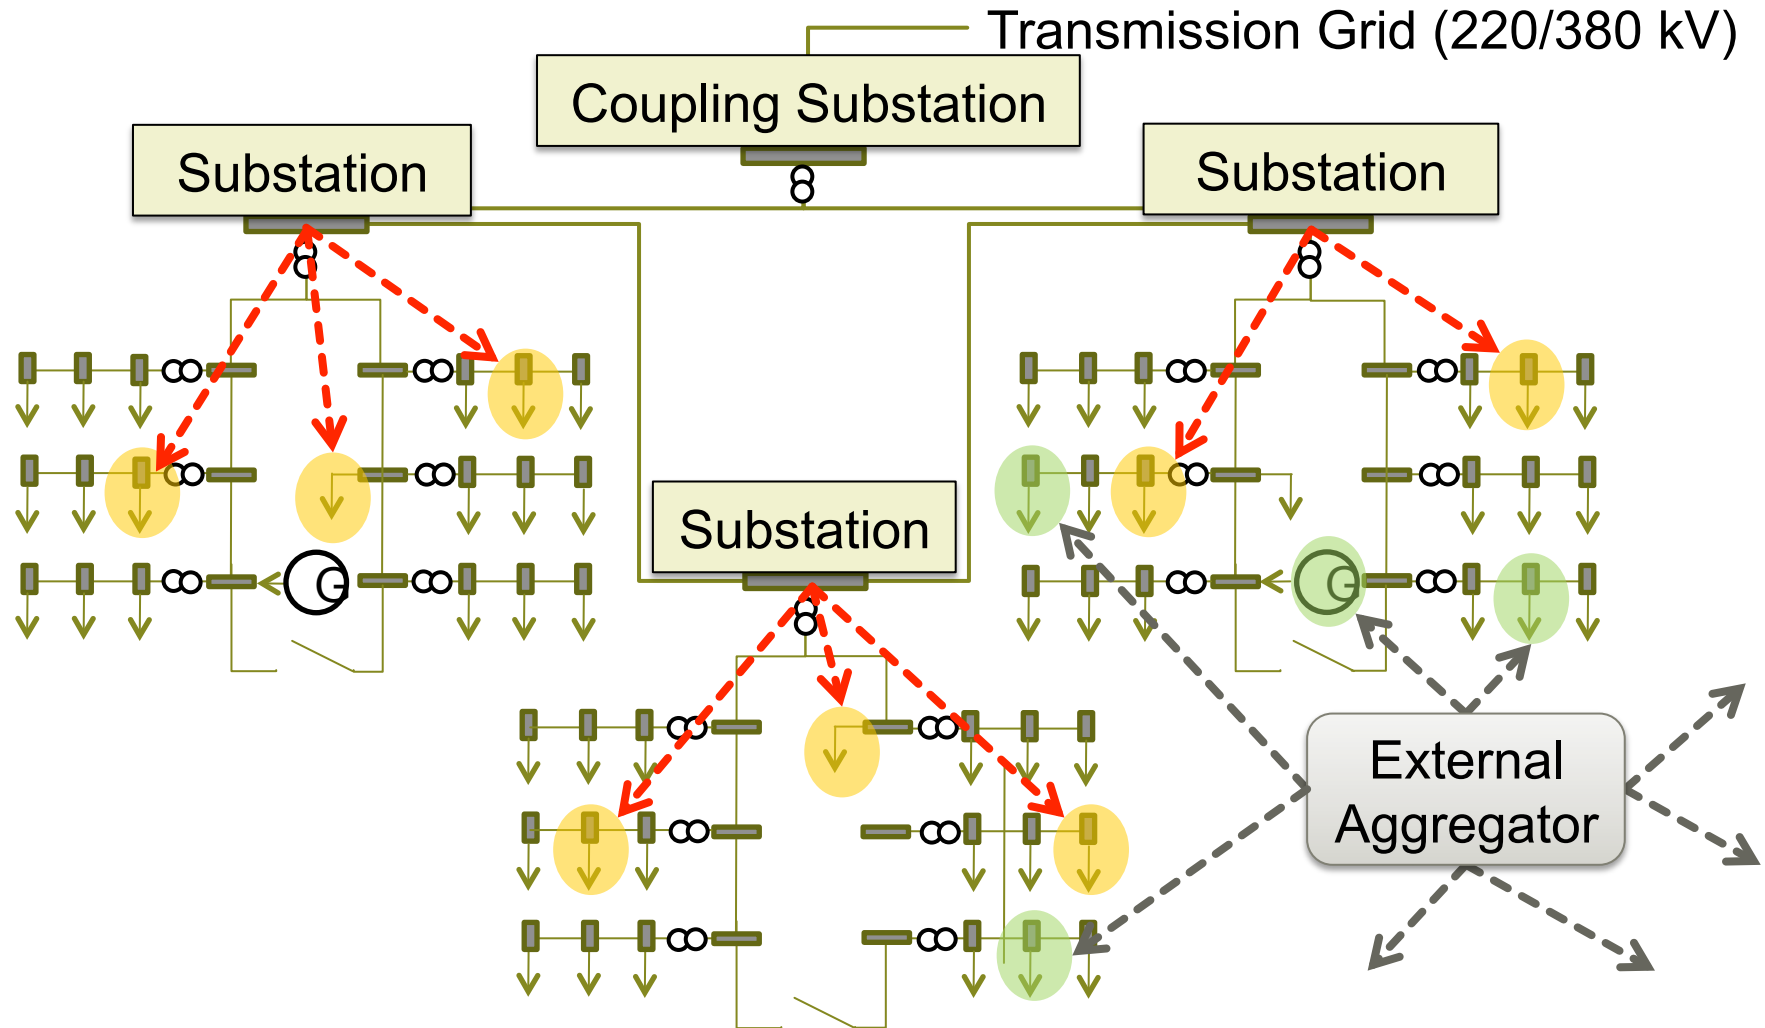 Transmission Grid (220/380 kV)
Coupling Substation
Substation
Substation
Substation
G
G
External
Aggregator